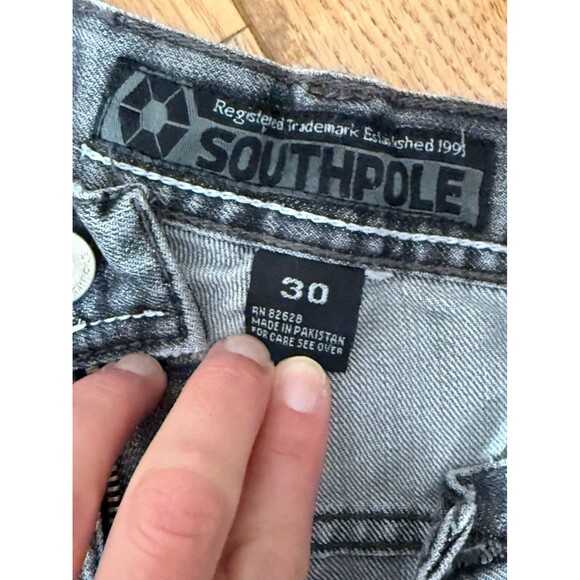 Registered Trademark Established 1991
SOUTHPOLE
30
RN 82628
MADE IN PAKISTAN
FOR CARE SEE OVER